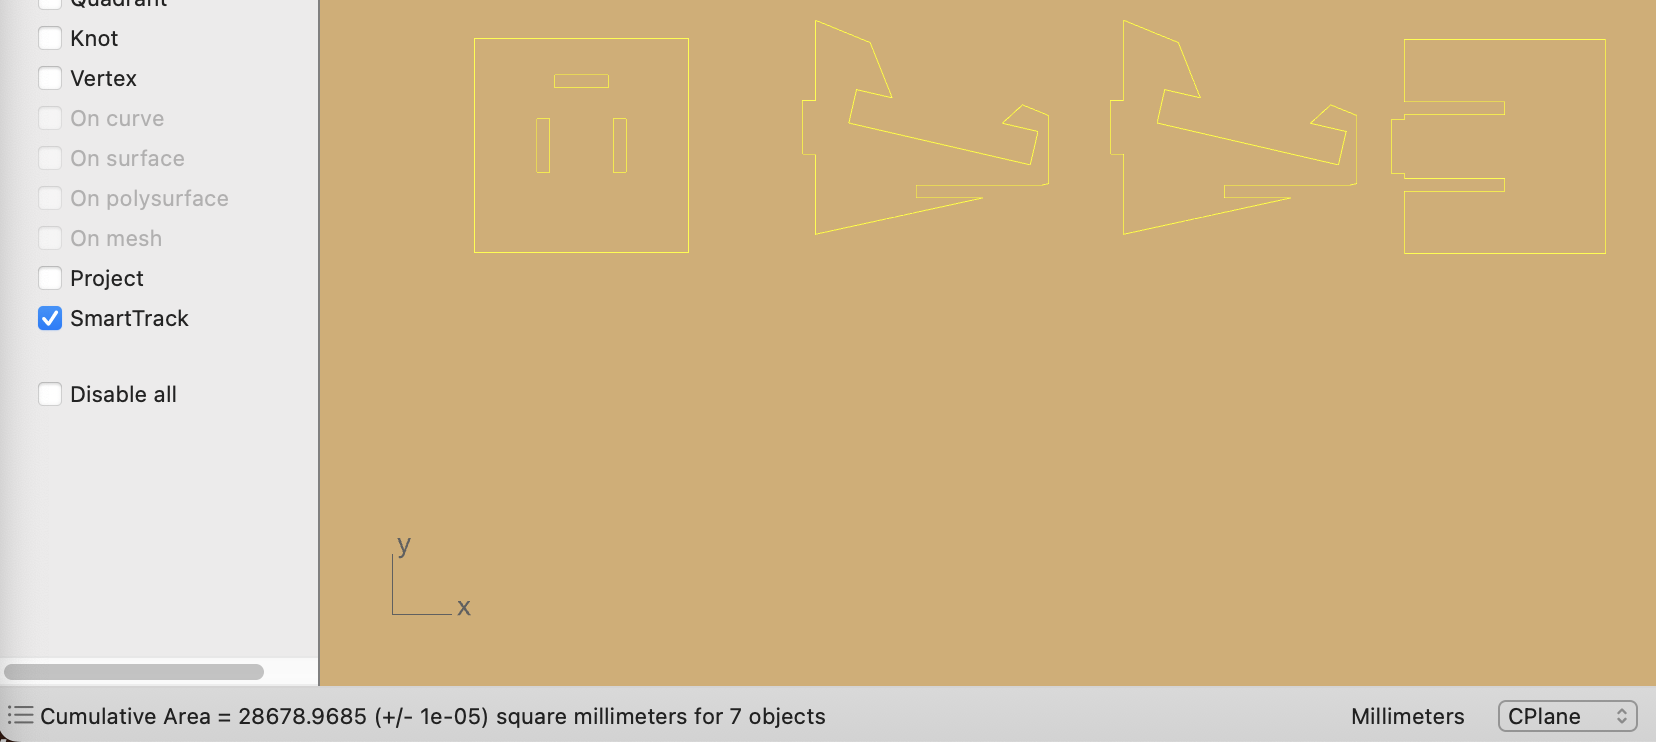 Quadrant
Knot
Vertex
On curve
On surface
On polysurface
On mesh
Project
SmartTrack
Disable all
y
x
Cumulative Area = 28678.9685 (+/- 1e-05) square millimeters for 7 objects
Millimeters
CPlane